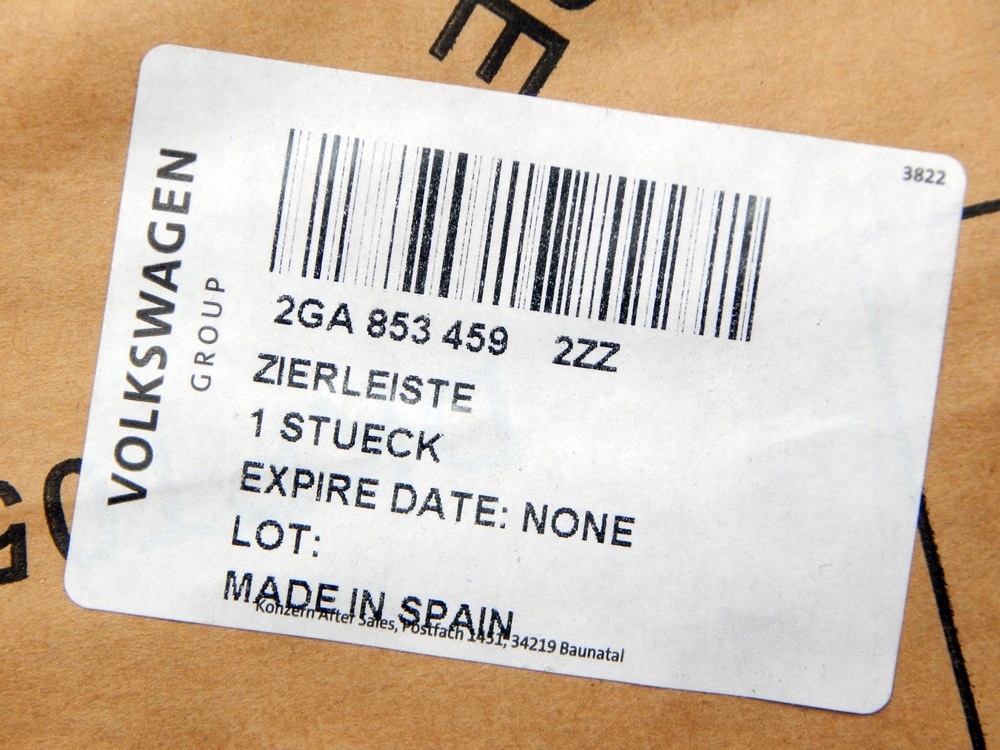 3822
VOLKSWAGEN
GROUP
2GA 853 459 2ZZ
ZIERLEISTE
1 STUECK
EXPIRE DATE: NONE
LOT:
MADE IN SPAIN
Konzern After Sales, Postfach 1451, 34219 Baunatal